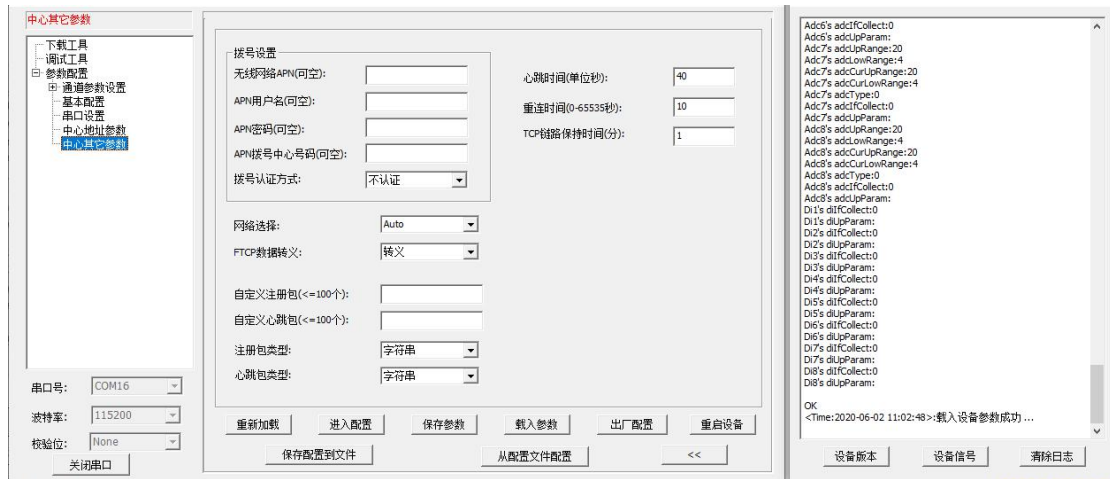 中心其它参数
下载工具
调试工具
参数配置
通道参数设置
基本配置
串口设置
中心地址参数
中心其它参数
串口号: COM16
波特率: 115200
校验位: None
关闭串口
拨号设置
无线网络APN(可空):
APN用户名(可空):
APN密码(可空):
APN拨号中心号码(可空):
拨号认证方式: 不认证
心跳时间(单位秒): 40
重连时间(0-65535秒): 10
TCP链路保持时间(分): 1
网络选择: Auto
FTCP数据转义: 转义
自定义注册包(<=100个):
自定义心跳包(<=100个):
注册包类型: 字符串
心跳包类型: 字符串
重新加载 进入配置 保存参数 载入参数 出厂配置 重启设备
保存配置到文件 从配置文件配置 <<
Adc6's adcIfCollect:0
Adc6's adcUpParam:
Adc7's adcUpRange:20
Adc7's adcLowRange:4
Adc7's adcCurUpRange:20
Adc7's adcCurLowRange:4
Adc7's adcType:0
Adc7's adcIfCollect:0
Adc7's adcUpParam:
Adc8's adcUpRange:20
Adc8's adcLowRange:4
Adc8's adcCurUpRange:20
Adc8's adcCurLowRange:4
Adc8's adcType:0
Adc8's adcIfCollect:0
Adc8's adcUpParam:
Di1's diIfCollect:0
Di1's diUpParam:
Di2's diIfCollect:0
Di2's diUpParam:
Di3's diIfCollect:0
Di3's diUpParam:
Di4's diIfCollect:0
Di4's diUpParam:
Di5's diIfCollect:0
Di5's diUpParam:
Di6's diIfCollect:0
Di6's diUpParam:
Di7's diIfCollect:0
Di7's diUpParam:
Di8's diIfCollect:0
Di8's diUpParam:
OK
<Time:2020-06-02 11:02:48>:载入设备参数成功 ...
设备版本 设备信号 清除日志